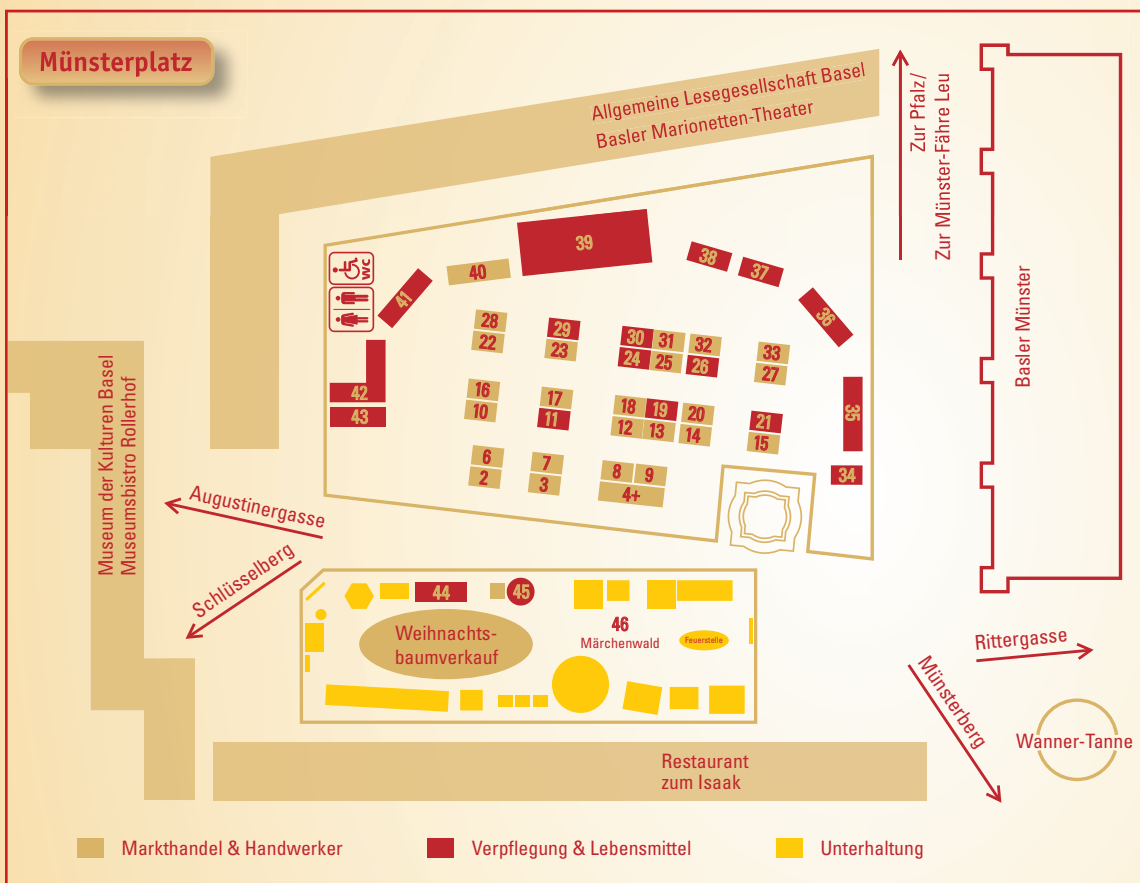 Münsterplatz
Allgemeine Lesegesellschaft Basel
Basler Marionetten-Theater
Zur Pfalz/
Zur Münster-Fähre Leu
Basler Münster
WC
39
40
41
38
37
36
28
22
29
23
30
31
32
24
25
26
33
27
42
43
35
16
10
17
11
18
19
20
12
13
14
21
15
34
6
2
7
3
8
9
4+
Museum der Kulturen Basel
Museumsbistro Rollerhof
Augustinergasse
Schlüsselberg
44
45
Weihnachts-
baumverkauf
46
Märchenwald
Feuerstelle
Rittergasse
Münsterberg
Wanner-Tanne
Restaurant
zum Isaak
Markthandel & Handwerker
Verpflegung & Lebensmittel
Unterhaltung